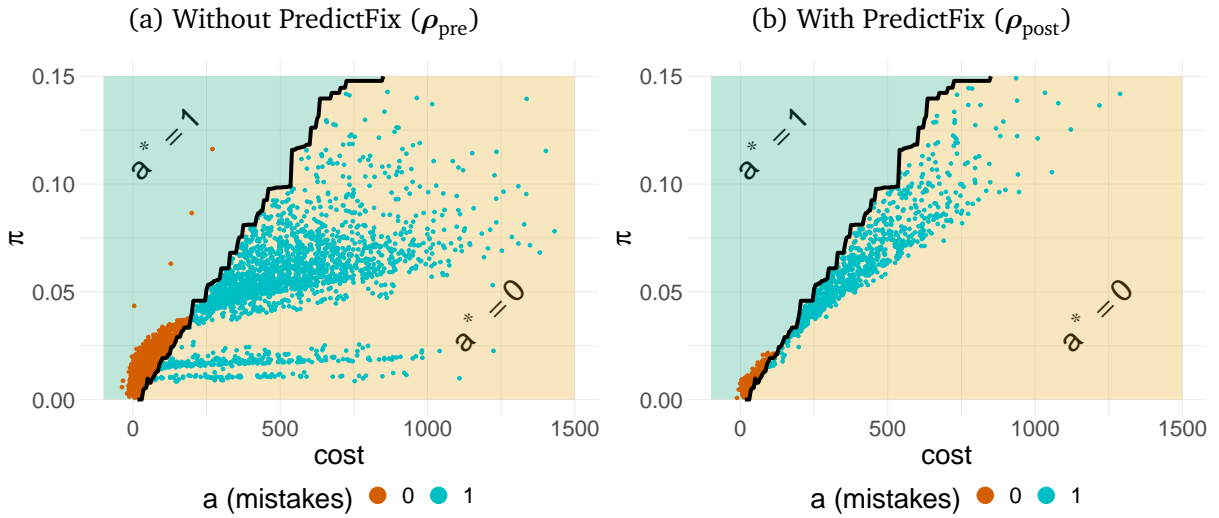 (a) Without PredictFix (ρpre)
0.15
0.10
0.05
0.00
π
a* = 1
a* = 0
0 250 500 1000 1500
cost
a (mistakes) 0 1
(b) With PredictFix (ρpost)
0.15
0.10
0.05
0.00
π
a* = 1
a* = 0
0 500 1000 1500
cost
a (mistakes) 0 1